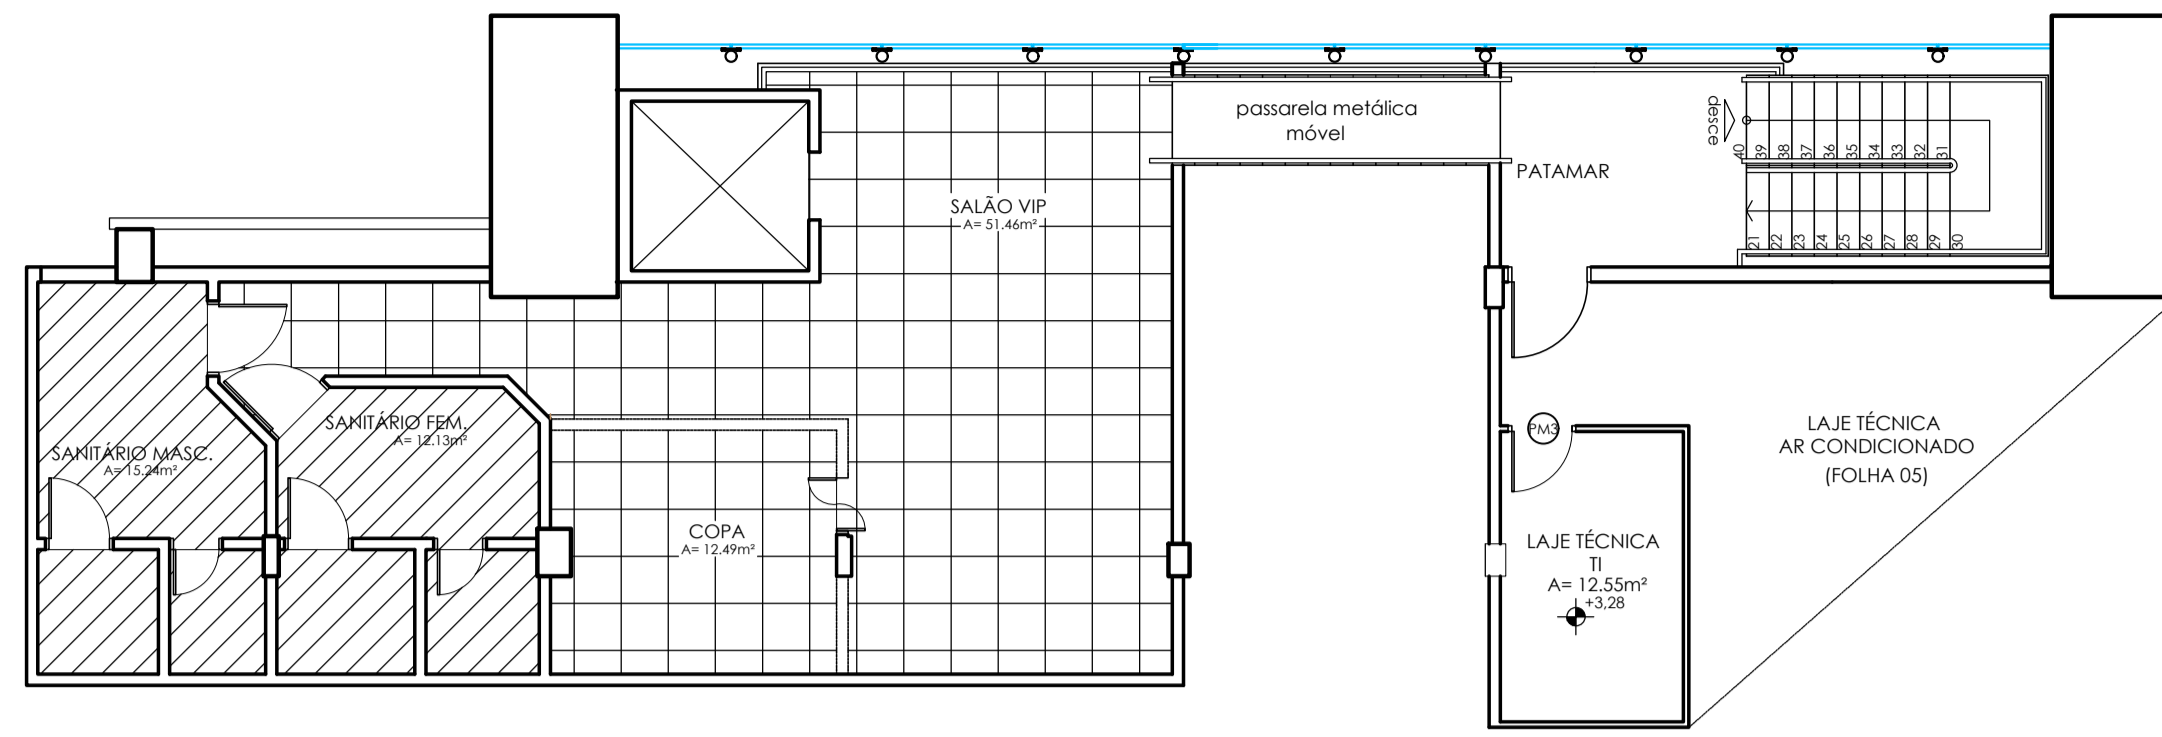 passarela metálica
móvel
desce
PATAMAR
40
39
38
37
36
35
34
33
32
31
21
22
23
24
25
26
27
28
29
30
SALÃO VIP
A= 51.46m²
SANITÁRIO FEM.
A= 12.13m²
SANITÁRIO MASC.
A= 15.24m²
COPA
A= 12.49m²
PM3
LAJE TÉCNICA
AR CONDICIONADO
(FOLHA 05)
LAJE TÉCNICA
TI
A= 12.55m²
+3,28